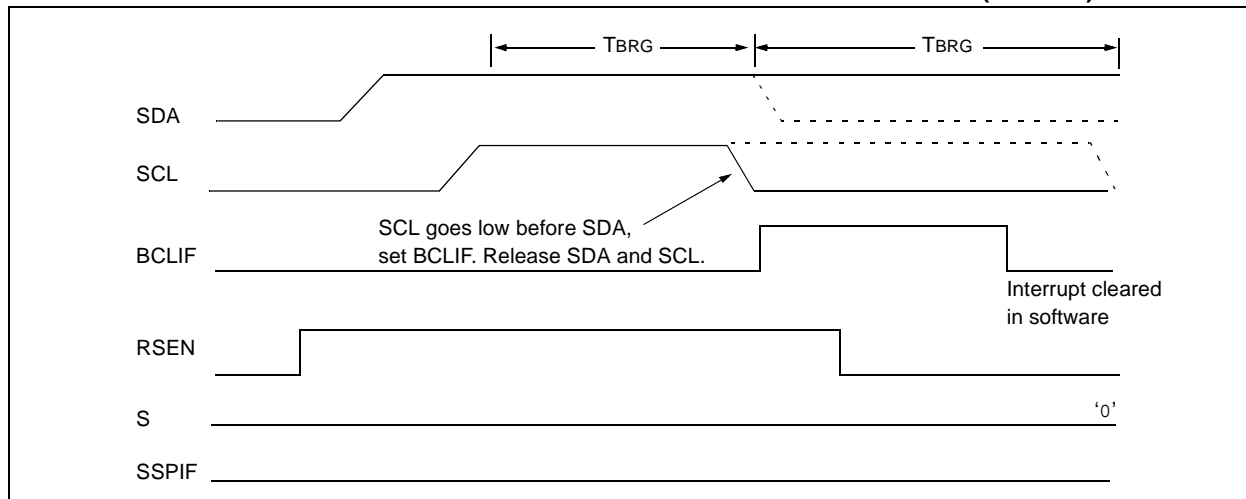 TBRG TBRG
SDA
SCL
SCL goes low before SDA,
set BCLIF. Release SDA and SCL.
BCLIF
Interrupt cleared
in software
RSEN
S
‘0’
SSPIF